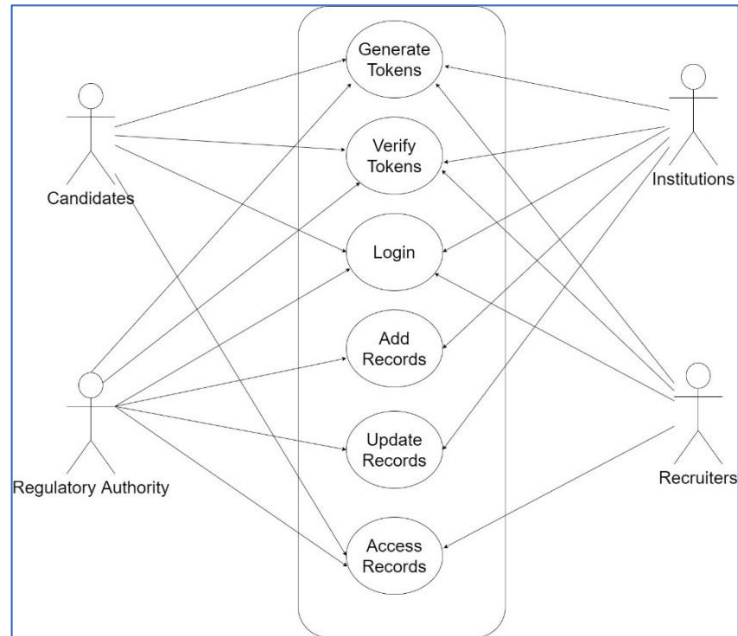 Generate
Tokens
Verify
Tokens
Candidates
Institutions
Login
Add
Records
Update
Records
Regulatory Authority
Recruiters
Access
Records